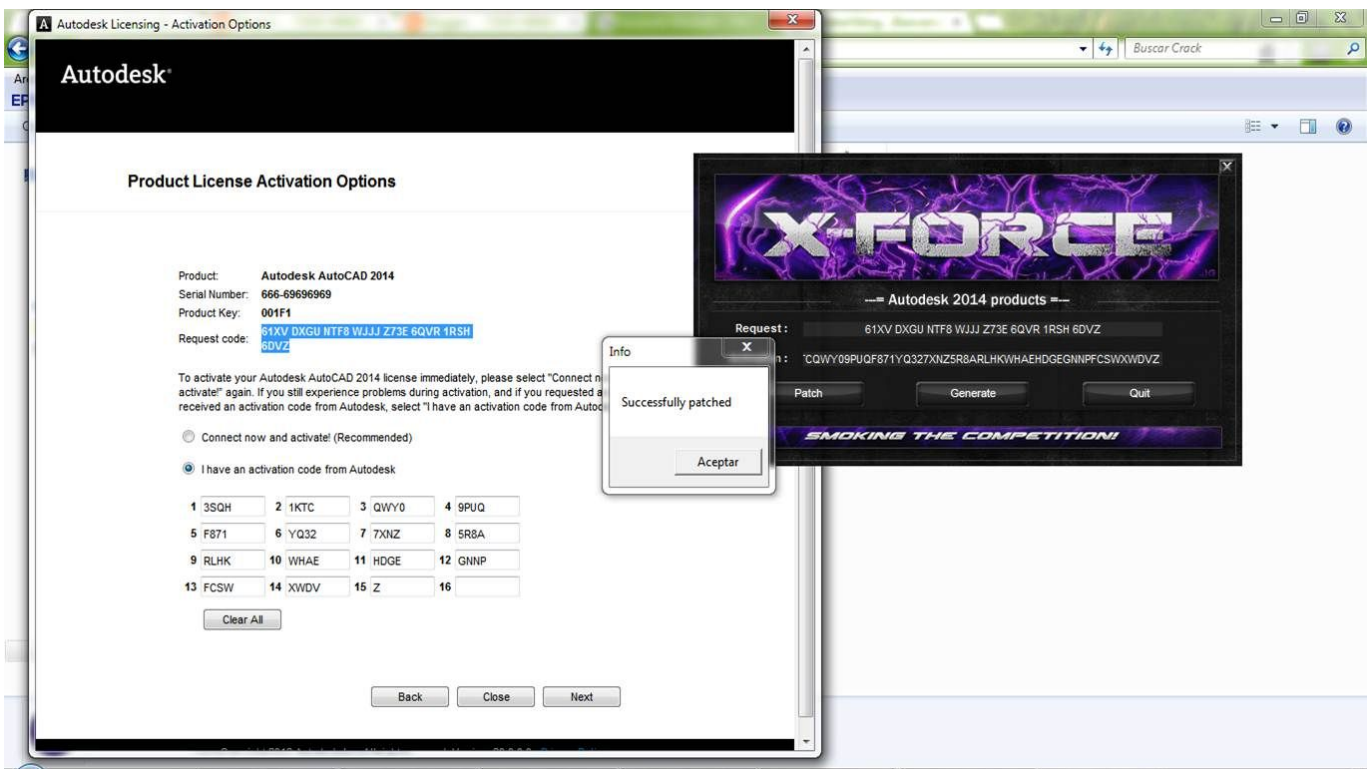 Autodesk Licensing - Activation Options
Buscar Crack
Autodesk
Product License Activation Options
Product: Autodesk AutoCAD 2014
Serial Number: 666-69696969
Product Key: 001F1
Request code: 61XV DXGU NTF8 WJJJ Z73E 6QVR 1RSH
6DVZ
To activate your Autodesk AutoCAD 2014 license immediately, please select "Connect
activate!" again. If you still experience problems during activation, and if you requested
received an activation code from Autodesk, select "I have an activation code from
Connect now and activate! (Recommended)
I have an activation code from Autodesk
1 3SQH 2 1KTC 3 QWY0 4 9PUQ
5 F871 6 YQ32 7 7XNZ 8 5R8A
9 RLHK 10 WHAE 11 HDGE 12 GNNP
13 FCSW 14 XWDV 15 Z 16
Clear All
Back Close Next
X-FORCE
---= Autodesk 2014 products =---
Request : 61XV DXGU NTF8 WJJJ Z73E 6QVR 1RSH 6DVZ
TCQWY09PUQF871YQ327XNZ5R8ARLHKWHAEHDGEGNNPFCSWXWDVZ
Patch Generate Quit
SMOKING THE COMPETITION!
Info
Successfully patched
Aceptar